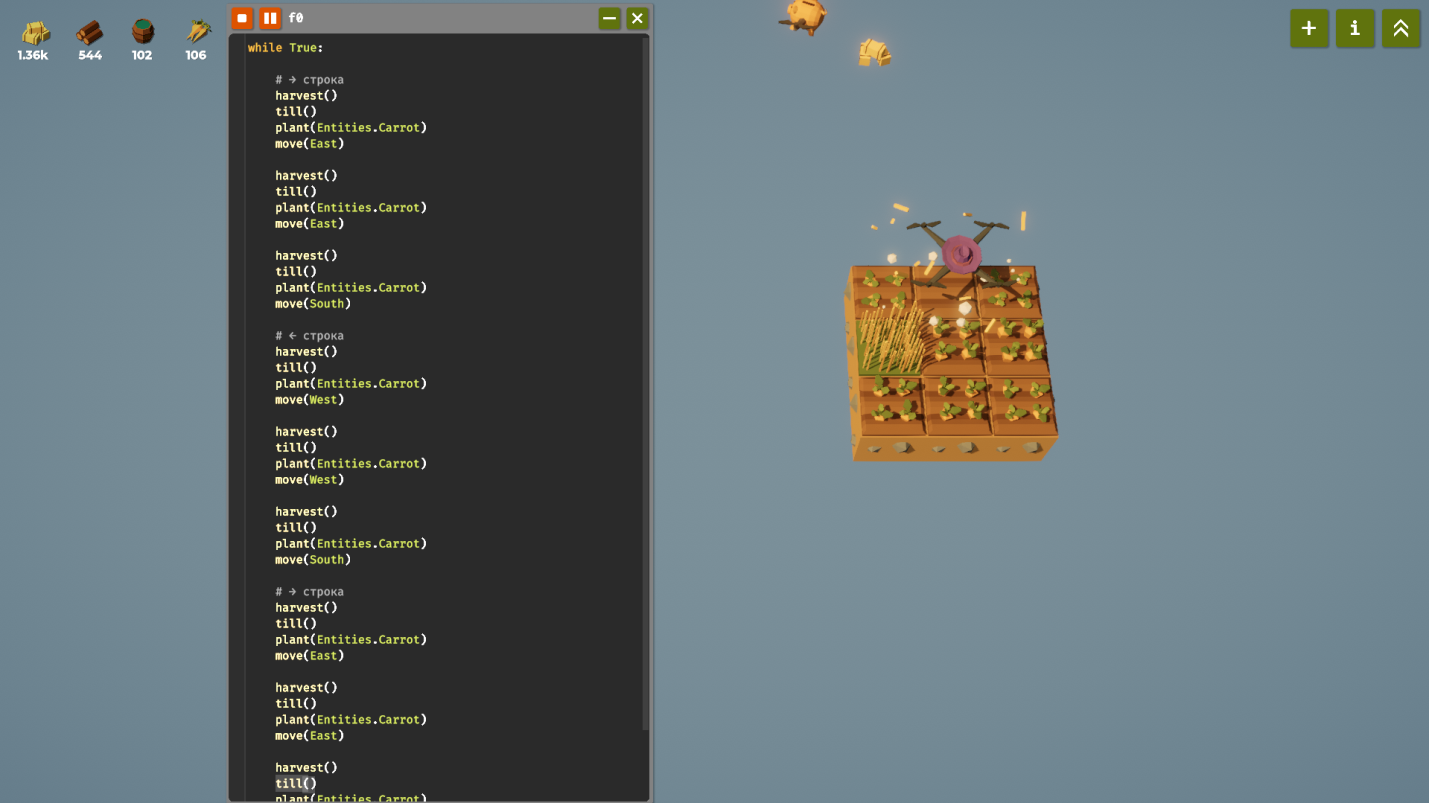 1.36k 544 102 106
f0
while True:
# → строка
harvest()
till()
plant(Entities.Carrot)
move(East)
harvest()
till()
plant(Entities.Carrot)
move(East)
harvest()
till()
plant(Entities.Carrot)
move(South)
# ← строка
harvest()
till()
plant(Entities.Carrot)
move(West)
harvest()
till()
plant(Entities.Carrot)
move(West)
harvest()
till()
plant(Entities.Carrot)
move(South)
# → строка
harvest()
till()
plant(Entities.Carrot)
move(East)
harvest()
till()
plant(Entities.Carrot)
move(East)
harvest()
till()
plant(Entities.Carrot)